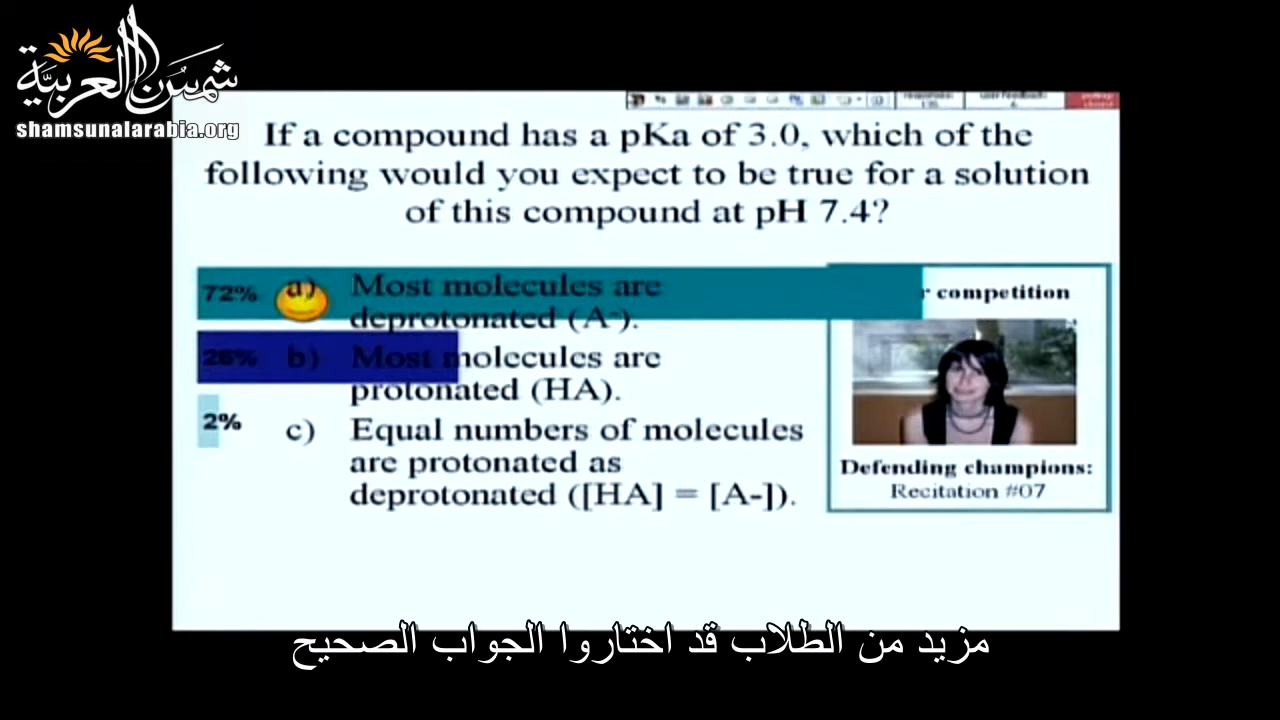 شمس العربية
shamsunalarabia.org
If a compound has a pKa of 3.0, which of the
following would you expect to be true for a solution
of this compound at pH 7.4?
72% a) Most molecules are
deprotonated (A-).
b) Most molecules are
protonated (HA).
2% c) Equal numbers of molecules
are protonated as
deprotonated ([HA] = [A-]).
competition
Defending champions:
Recitation #07
مزيد من الطلاب قد اختاروا الجواب الصحيح